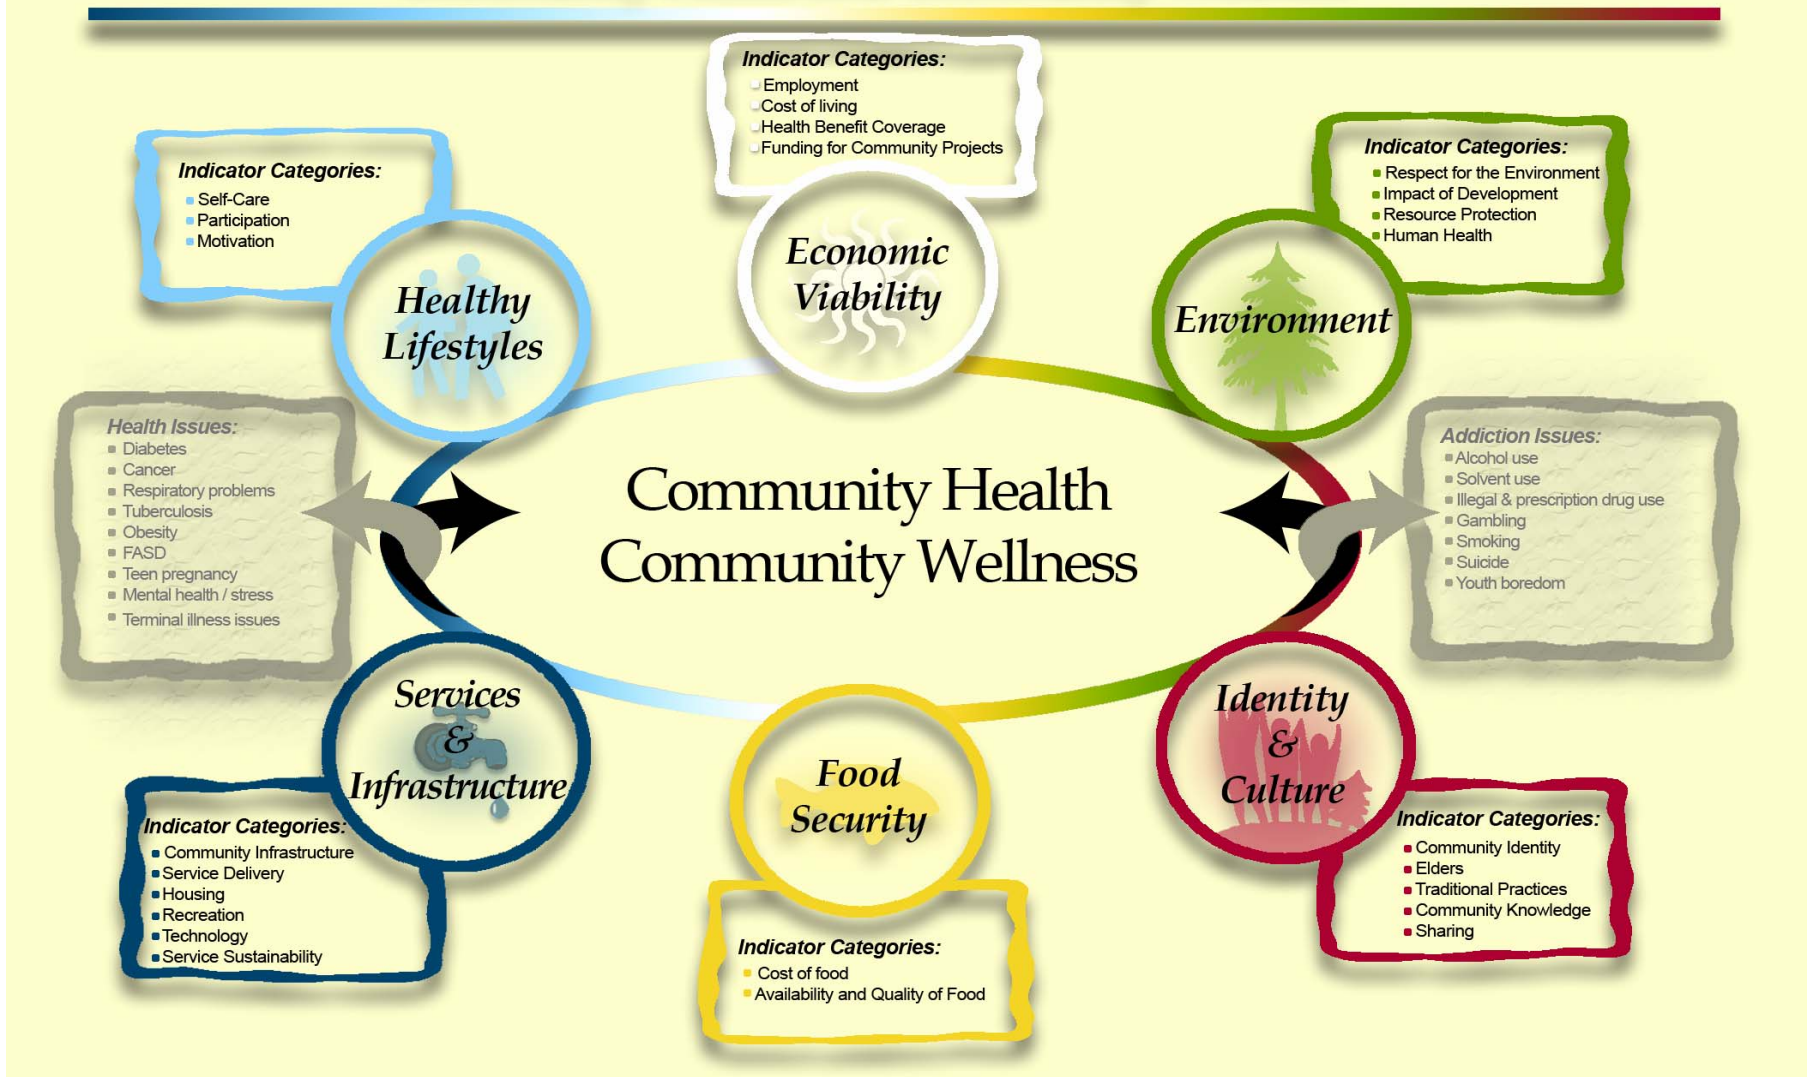 Indicator Categories:
Employment
Cost of living
Health Benefit Coverage
Funding for Community Projects
Economic
Viability
Indicator Categories:
Self-Care
Participation
Motivation
Healthy
Lifestyles
Indicator Categories:
Respect for the Environment
Impact of Development
Resource Protection
Human Health
Environment
Health Issues:
Diabetes
Cancer
Respiratory problems
Tuberculosis
Obesity
FASD
Teen pregnancy
Mental health / stress
Terminal illness issues
Community Health
Community Wellness
Addiction Issues:
Alcohol use
Solvent use
Illegal & prescription drug use
Gambling
Smoking
Suicide
Youth boredom
Services
&
Infrastructure
Indicator Categories:
Community Infrastructure
Service Delivery
Housing
Recreation
Technology
Service Sustainability
Food
Security
Indicator Categories:
Cost of food
Availability and Quality of Food
Identity
&
Culture
Indicator Categories:
Community Identity
Elders
Traditional Practices
Community Knowledge
Sharing